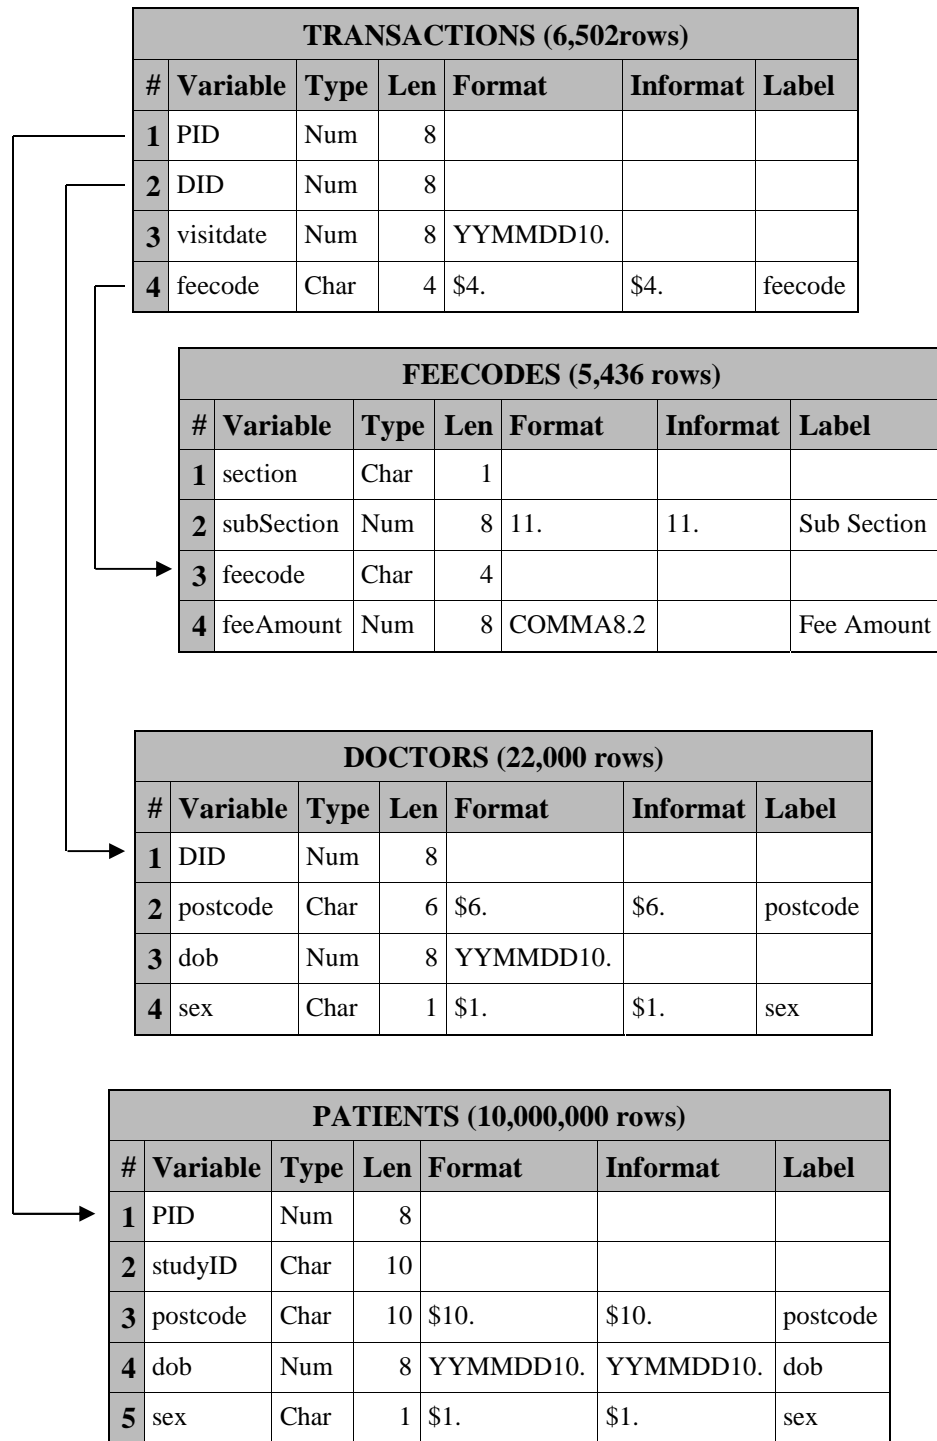 TRANSACTIONS (6,502rows)
# Variable Type Len Format Informat Label
1 PID Num 8
2 DID Num 8
3 visitdate Num 8 YYMMDD10.
4 feecode Char 4 $4. $4. feecode
FEECODES (5,436 rows)
# Variable Type Len Format Informat Label
1 section Char 1
2 subSection Num 8 11. 11. Sub Section
3 feecode Char 4
4 feeAmount Num 8 COMMA8.2 Fee Amount
DOCTORS (22,000 rows)
# Variable Type Len Format Informat Label
1 DID Num 8
2 postcode Char 6 $6. $6. postcode
3 dob Num 8 YYMMDD10.
4 sex Char 1 $1. $1. sex
PATIENTS (10,000,000 rows)
# Variable Type Len Format Informat Label
1 PID Num 8
2 studyID Char 10
3 postcode Char 10 $10. $10. postcode
4 dob Num 8 YYMMDD10. YYMMDD10. dob
5 sex Char 1 $1. $1. sex